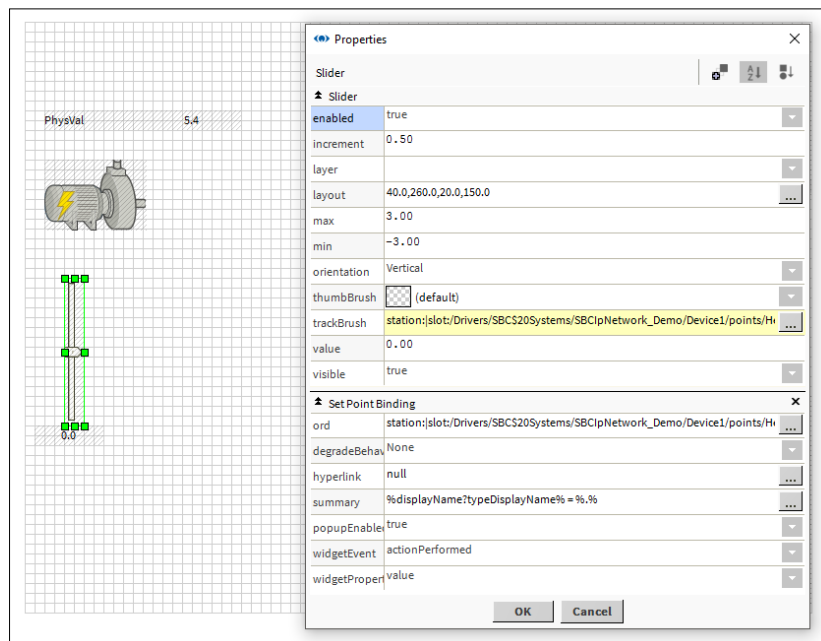 Properties
Slider
Slider
enabled true
increment 0.50
layer
layout 40.0,260.0,20.0,150.0 ...
max 3.00
min -3.00
orientation Vertical
thumbBrush (default)
trackBrush station:|slot:/Drivers/SBC$20Systems/SBCIpNetwork_Demo/Device1/points/He ...
value 0.00
visible true
Set Point Binding
ord station:|slot:/Drivers/SBC$20Systems/SBCIpNetwork_Demo/Device1/points/He ...
degradeBehav None
hyperlink null ...
summary %displayName?typeDisplayName% = %.% ...
popupEnable true
widgetEvent actionPerformed
widgetPropert value
OK Cancel
PhysVal 5.4
0.0